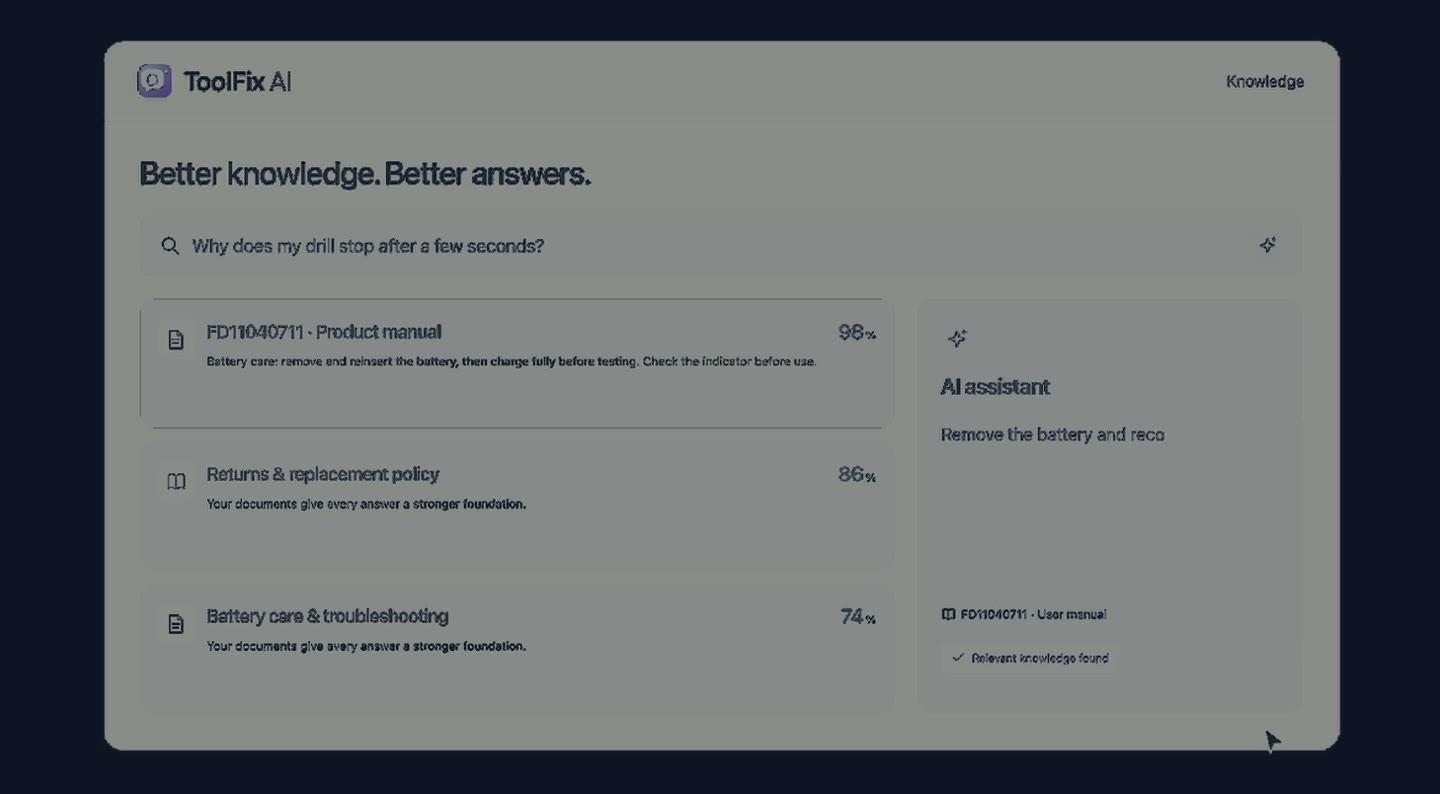 ToolFix AI
Knowledge
Better knowledge. Better answers.
Why does my drill stop after a few seconds?
FD11040711 · Product manual
98%
Battery care: remove and reinsert the battery, then charge fully before testing. Check the indicator before use.
Returns & replacement policy
86%
Your documents give every answer a stronger foundation.
Battery care & troubleshooting
74%
Your documents give every answer a stronger foundation.
AI assistant
Remove the battery and reco
FD11040711 · User manual
Relevant knowledge found